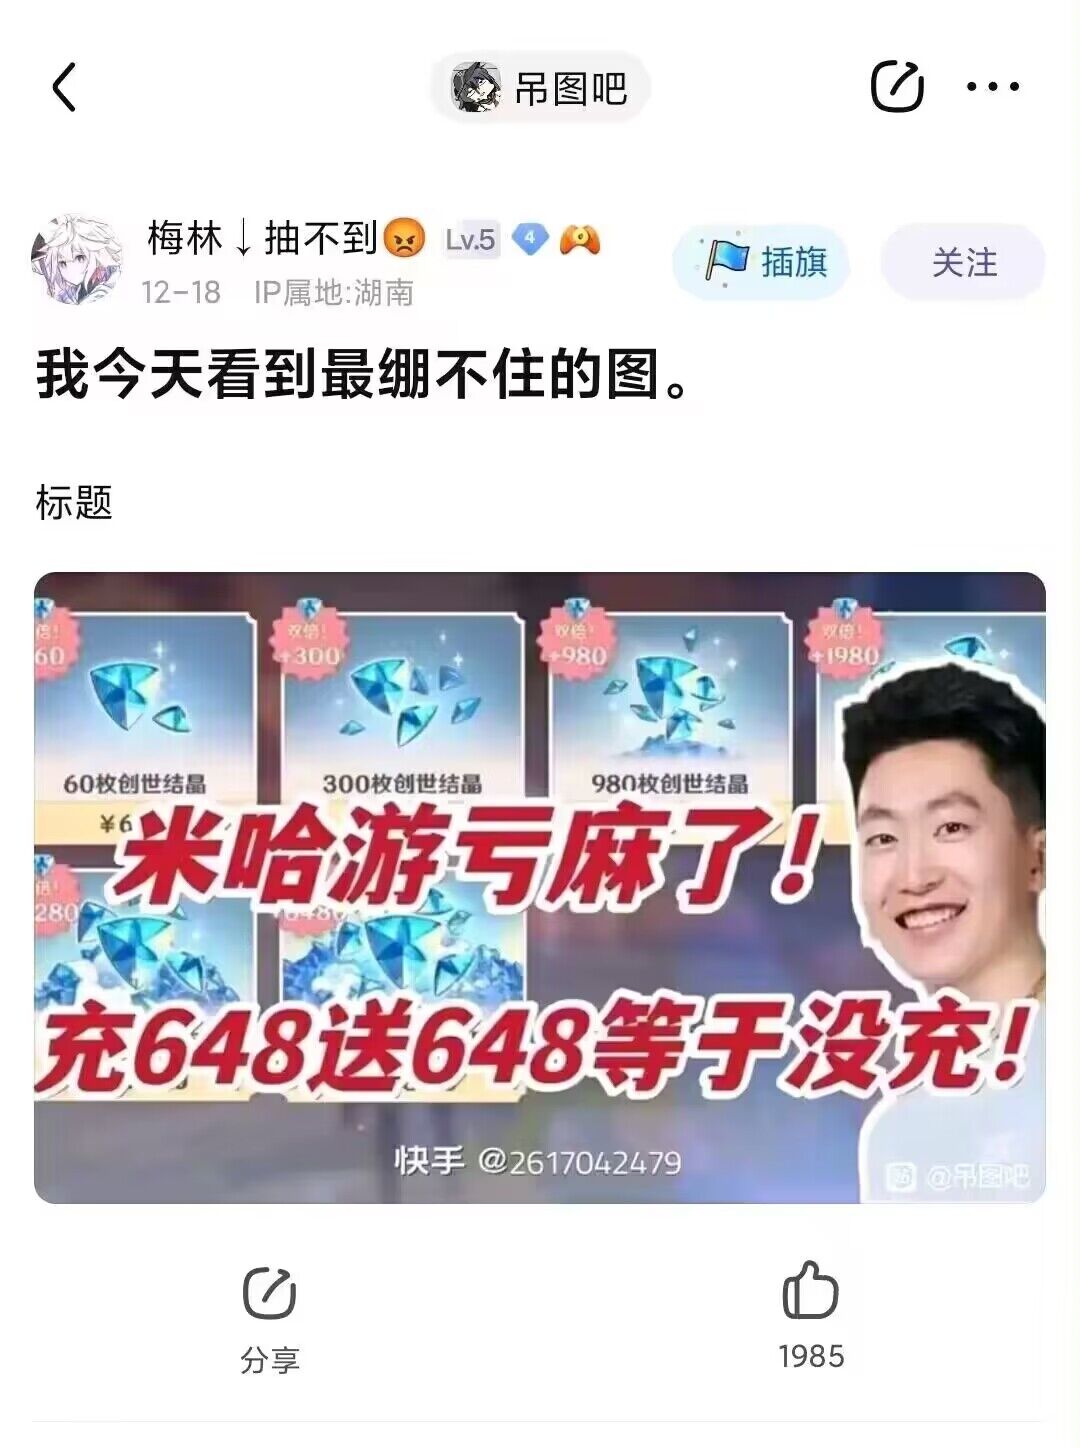 吊图吧
梅林↓抽不到😡 Lv.5 4
插旗
关注
12-18 IP属地:湖南
我今天看到最绷不住的图。
标题
倍!
60
双倍!
+300
双倍!
+980
双倍!
+1980
60枚创世结晶
300枚创世结晶
980枚创世结晶
¥6
米哈游亏麻了!
倍!
280
+6480
充648送648等于没充!
快手 @2617042479
@吊图吧
分享
1985